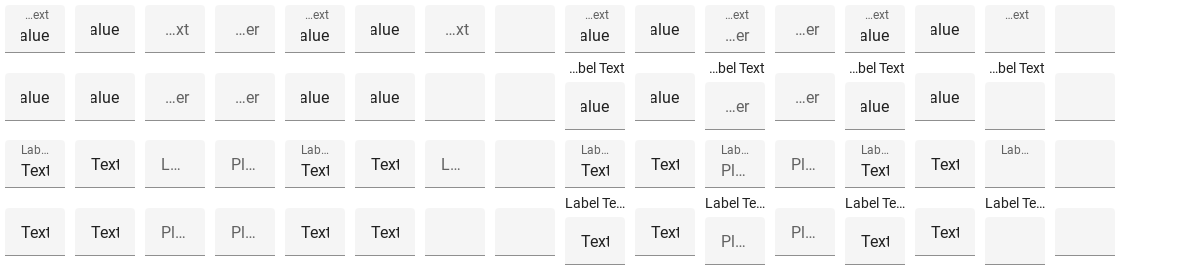 …ext …ext …ext …ext …ext …ext
alue alue …xt …er alue alue …xt alue alue …er …er alue alue
…bel Text …bel Text …bel Text …bel Text
alue alue …er …er alue alue alue alue …er …er alue alue
Lab… Lab… Lab… Lab… Lab… Lab…
Text Text L… Pl… Text Text L… Text Text Pl… Pl… Text Text
Label Te… Label Te… Label Te… Label Te…
Text Text Pl… Pl… Text Text Text Text Pl… Pl… Text Text